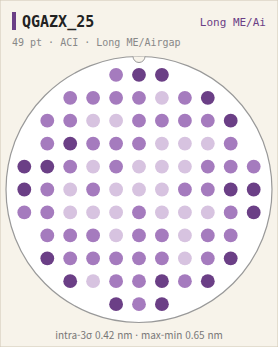 QGAZX_25
Long ME/Ai
49 pt · ACI · Long ME/Airgap
intra-3σ 0.42 nm · max-min 0.65 nm